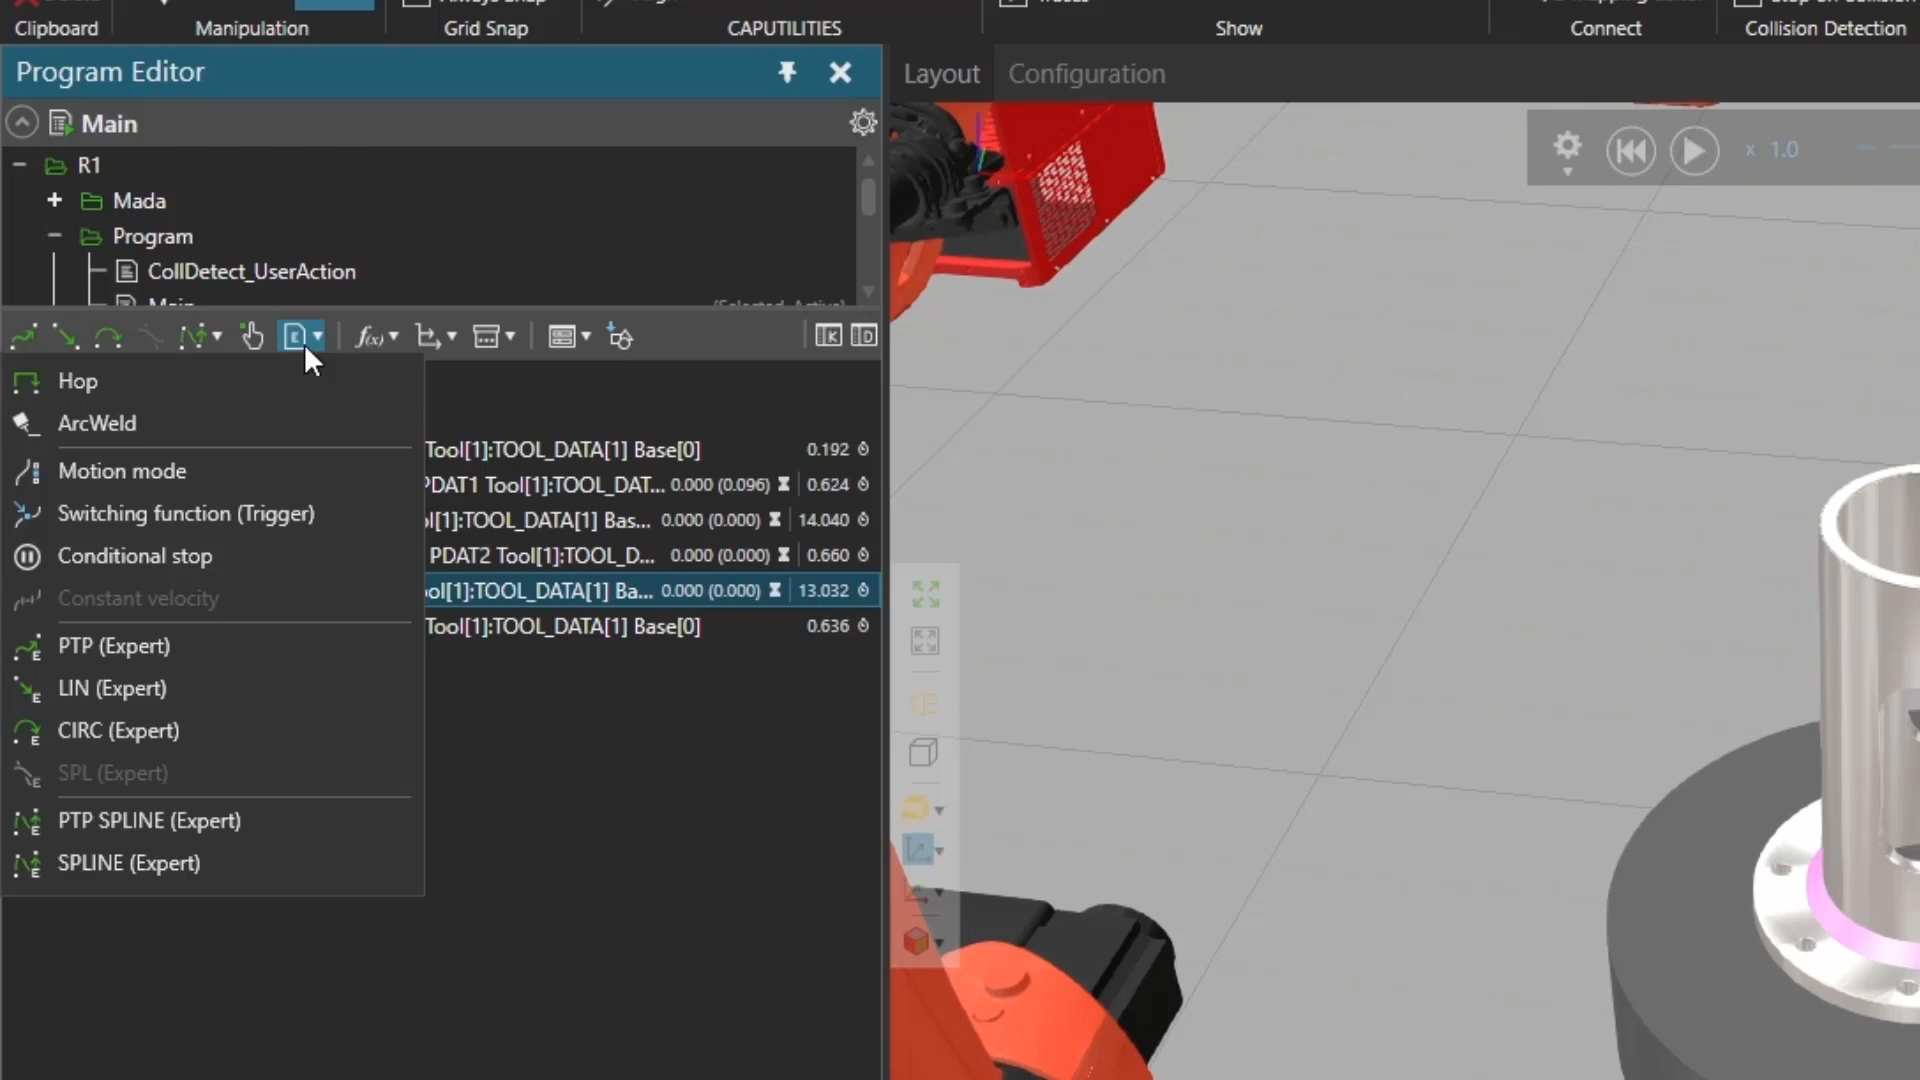 Clipboard
Manipulation
Grid Snap
CAPUTILITIES
Show
Connect
Collision Detection
Program Editor
Layout
Configuration
Main
x 1.0
R1
Mada
Program
CollDetect_UserAction
Main
(Selected, Active)
Hop
ArcWeld
Tool[1]:TOOL_DATA[1] Base[0] 0.192
Motion mode
PDAT1 Tool[1]:TOOL_DAT... 0.000 (0.096) 0.624
Switching function (Trigger)
ol[1]:TOOL_DATA[1] Bas... 0.000 (0.000) 14.040
Conditional stop
PDAT2 Tool[1]:TOOL_D... 0.000 (0.000) 0.660
Constant velocity
ool[1]:TOOL_DATA[1] Ba... 0.000 (0.000) 13.032
Tool[1]:TOOL_DATA[1] Base[0] 0.636
PTP (Expert)
LIN (Expert)
CIRC (Expert)
SPL (Expert)
PTP SPLINE (Expert)
SPLINE (Expert)